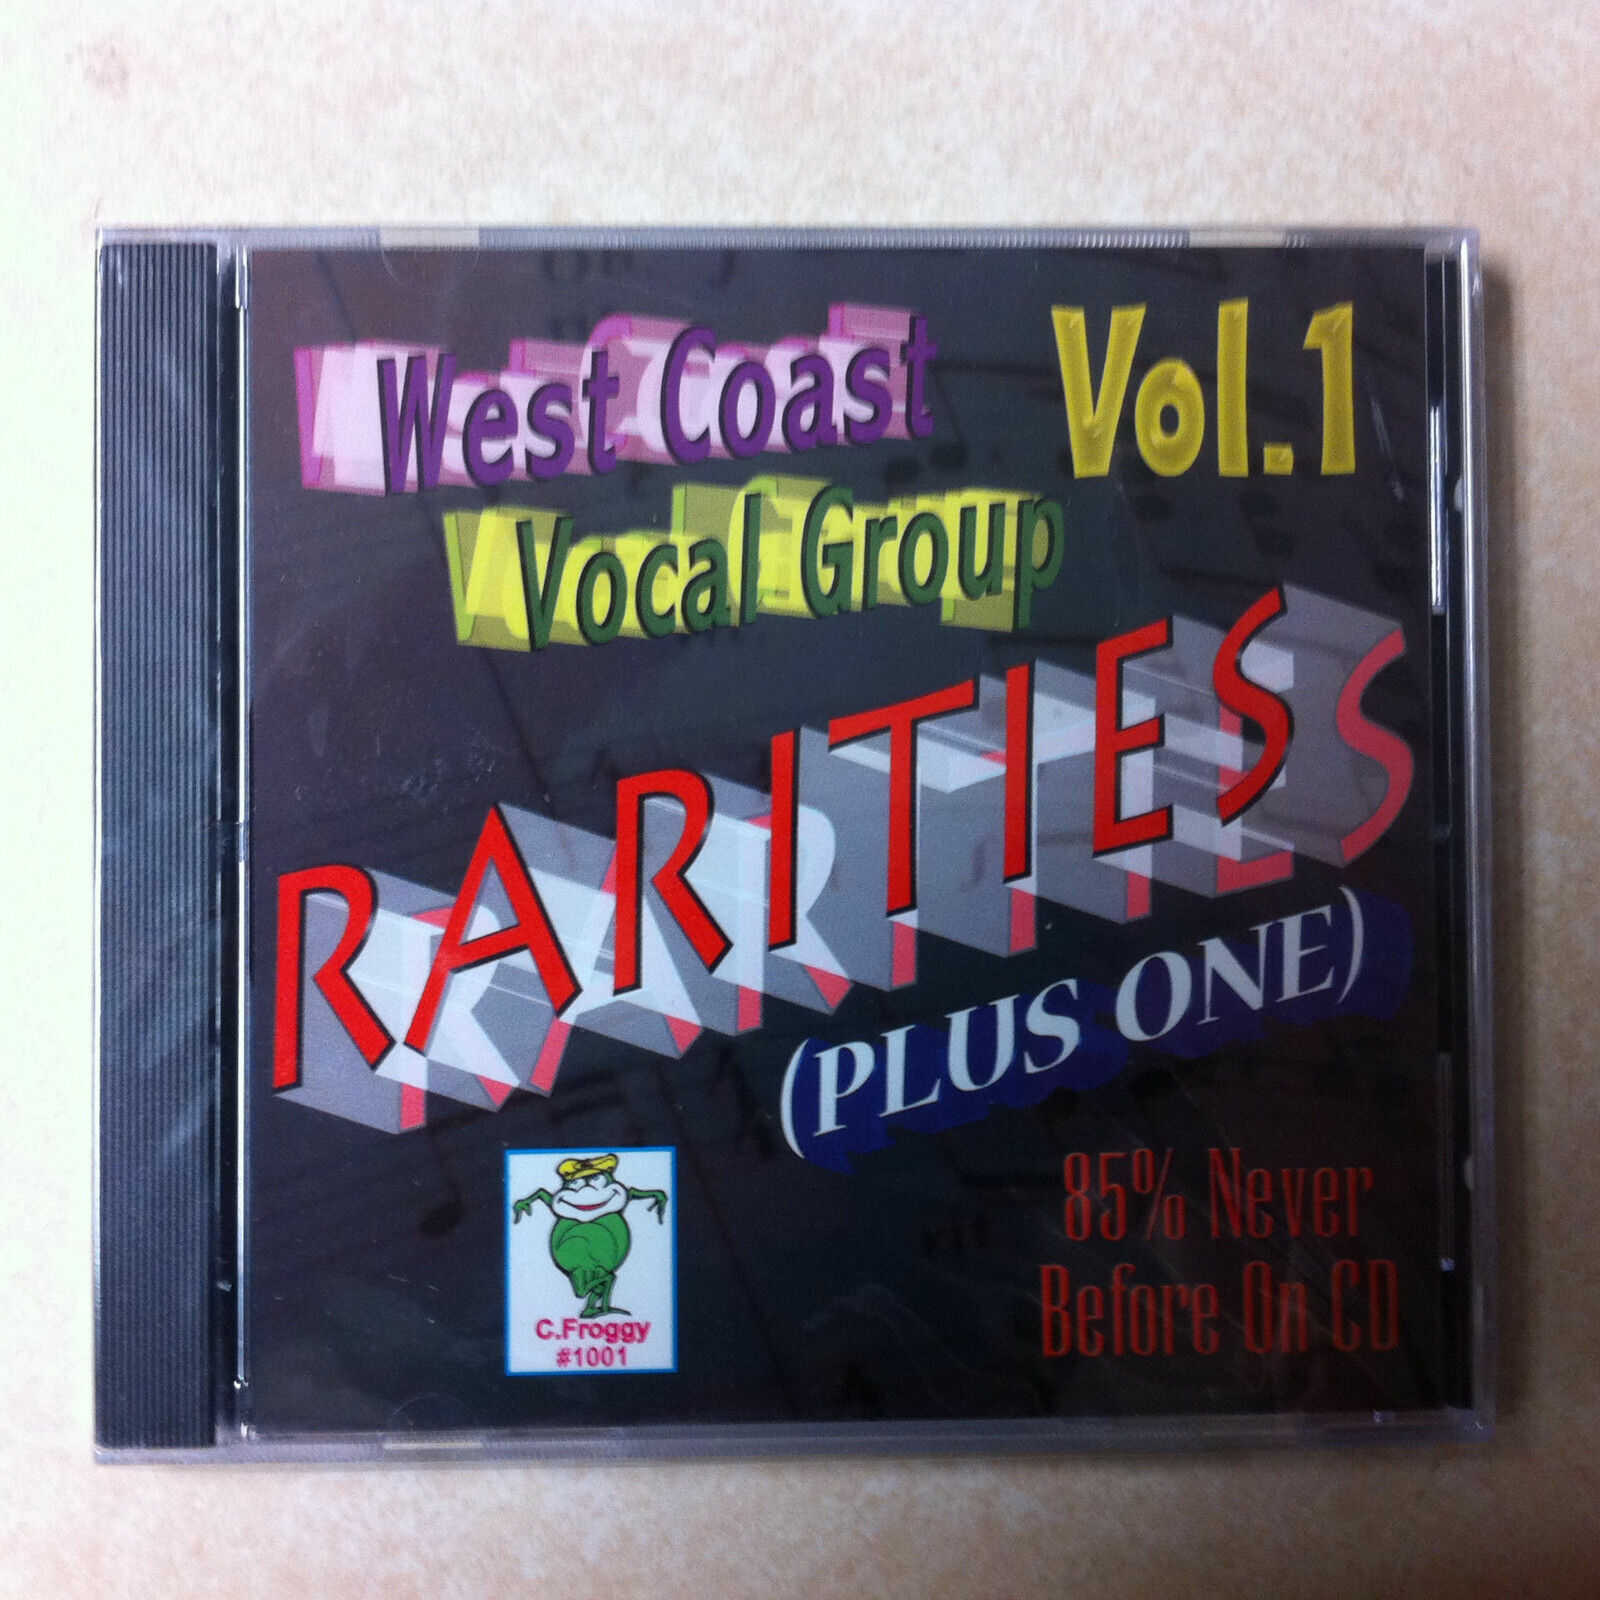 West Coast
Vol.1
Vocal Group
RARITIES
(PLUS ONE)
85% Never
Before On CD
C.Froggy
#1001